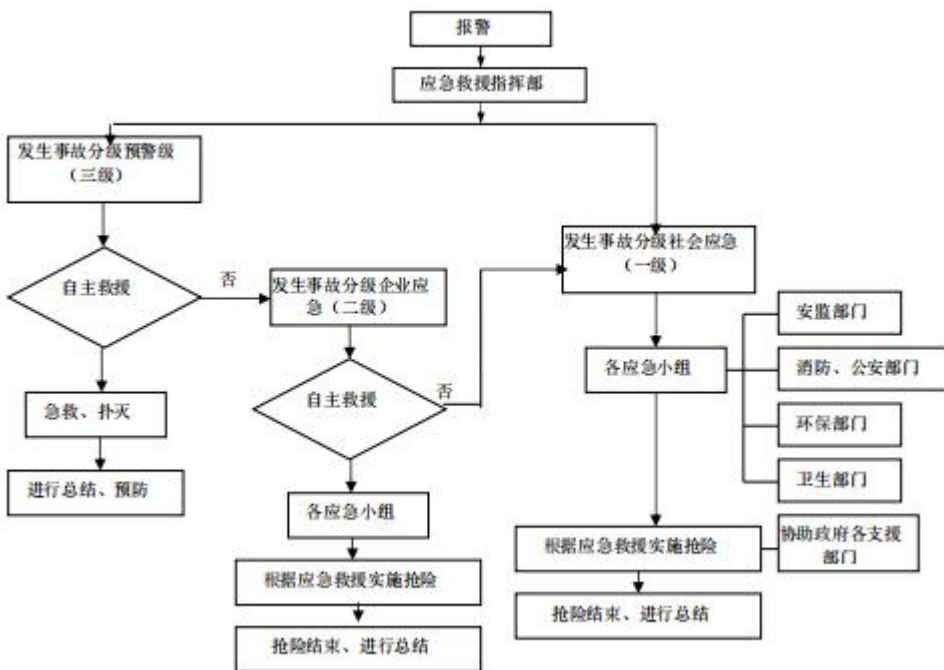 报警
应急救援指挥部
发生事故分级预警级
（三级）
发生事故分级社会应急
（一级）
自主救援
否
发生事故分级企业应
急（二级）
安监部门
各应急小组
消防、公安部门
自主救援
否
急救、扑灭
环保部门
进行总结、预防
卫生部门
各应急小组
根据应急救援实施抢险
协助政府各支援
部门
根据应急救援实施抢险
抢险结束、进行总结
抢险结束、进行总结